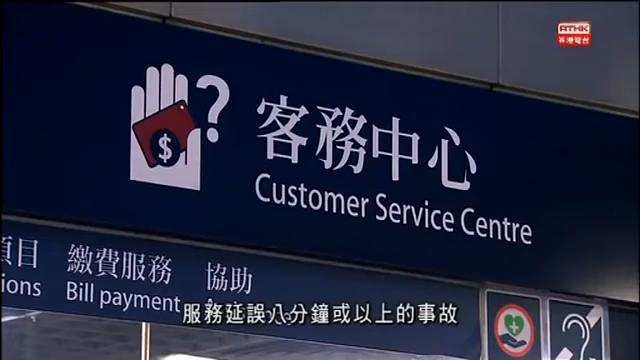 RTHK
香港電台
?
$
客務中心
Customer Service Centre
項目 繳費服務 協助
ions Bill payment
服務延誤八分鐘或以上的事故